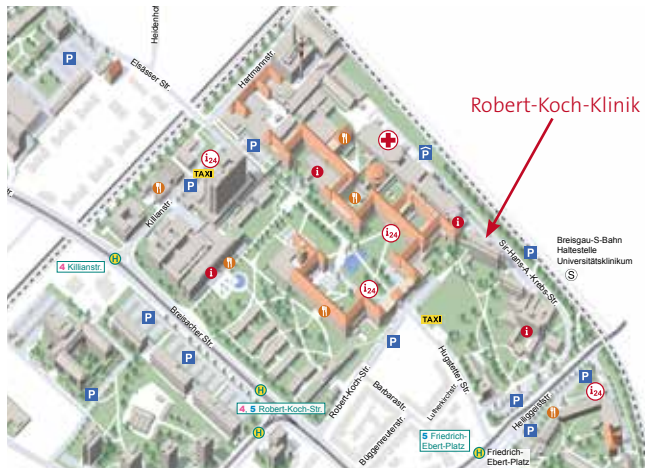 Heidenhof
Elsässer Str.
Hartmannstr.
P
P
P
P
Robert-Koch-Klinik
i24
TAXI
P
i
Killianstr.
i
i24
Breisgau-S-Bahn
Haltestelle
Universitätsklinikum
S
P
Sir-Hans-A.-Krebs-Str.
4 Killianstr.
H
i
i24
TAXI
i
P
Breisacher Str.
P
P
P
Robert-Koch-Str.
Barbarastr.
Lutherkirchstr.
Hugstetter Str.
P
i24
P
H
4, 5 Robert-Koch-Str.
P
Heiliggeiststr.
Büggenreuterstr.
H
P
5 Friedrich-
Ebert-Platz
H
Friedrich-
Ebert-Platz